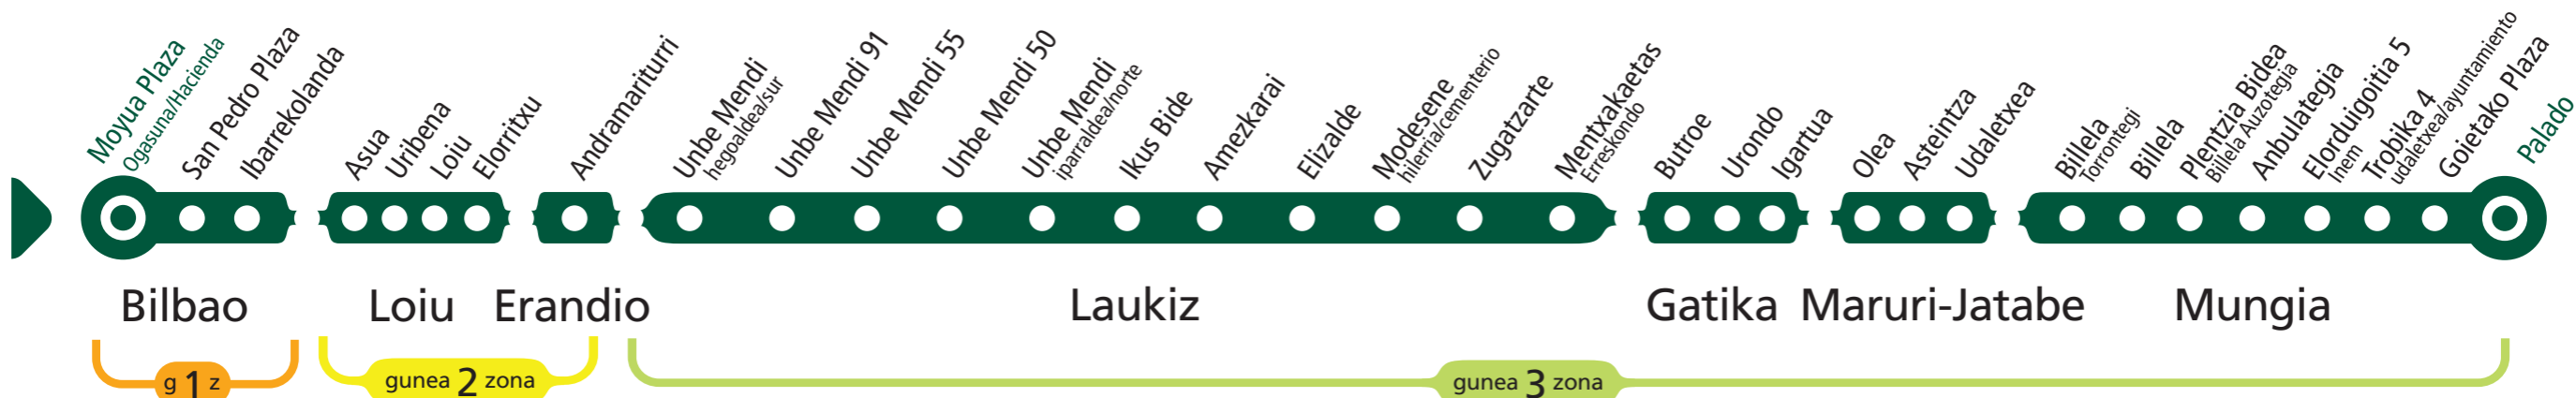 Moyua Plaza
Ogasuna/Hacienda
San Pedro Plaza
Ibarrekolanda
Asua
Uribena
Loiu
Elorritxu
Andramariturri
Unbe Mendi
hegoaldea/sur
Unbe Mendi 91
Unbe Mendi 55
Unbe Mendi 50
Unbe Mendi
iparraldea/norte
Ikus Bide
Amezkarai
Elizalde
Modesene
hilerria/cementerio
Zugatzarte
Mentxakaetas
Erreskondo
Butroe
Urondo
Igartua
Olea
Asteintza
Udaletxea
Billela
Torrontegi
Billela
Plentzia Bidea
Billela Auzotegia
Anbulategia
Elorduigoitia 5
Inem
Trobika 4
udaletxea/ayuntamiento
Goietako Plaza
Palado
Bilbao
Loiu
Erandio
Laukiz
Gatika
Maruri-Jatabe
Mungia
g 1 z
gunea 2 zona
gunea 3 zona